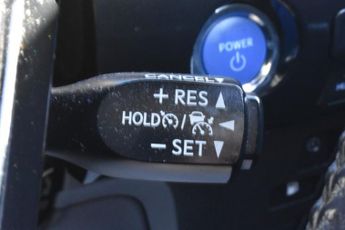 POWER
CANCEL
+ RES
HOLD /
- SET